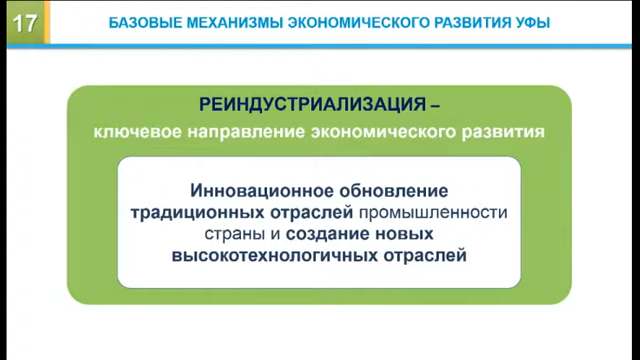 17
БАЗОВЫЕ МЕХАНИЗМЫ ЭКОНОМИЧЕСКОГО РАЗВИТИЯ УФЫ
РЕИНДУСТРИАЛИЗАЦИЯ –
ключевое направление экономического развития
Инновационное обновление
традиционных отраслей промышленности
страны и создание новых
высокотехнологичных отраслей